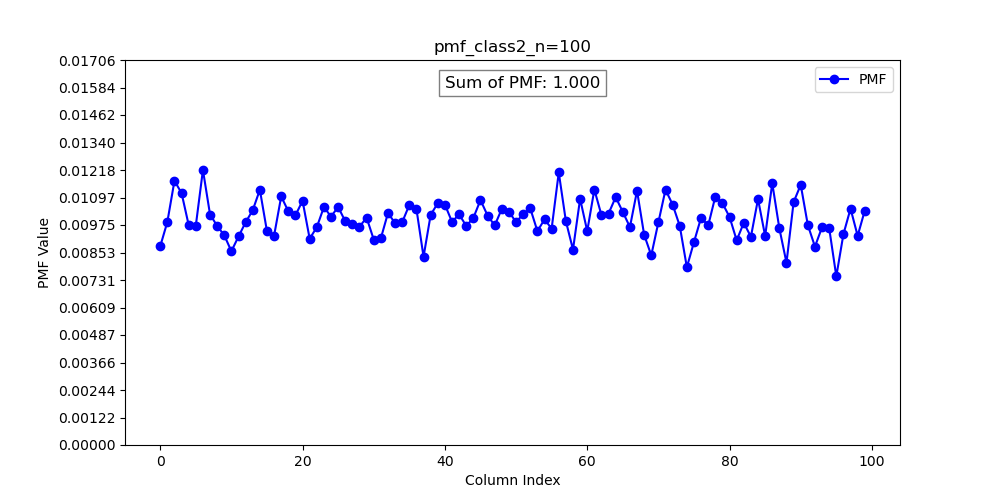 pmf_class2_n=100
Sum of PMF: 1.000
PMF
PMF Value
0.01706
0.01584
0.01462
0.01340
0.01218
0.01097
0.00975
0.00853
0.00731
0.00609
0.00487
0.00366
0.00244
0.00122
0.00000
0 20 40 60 80 100
Column Index